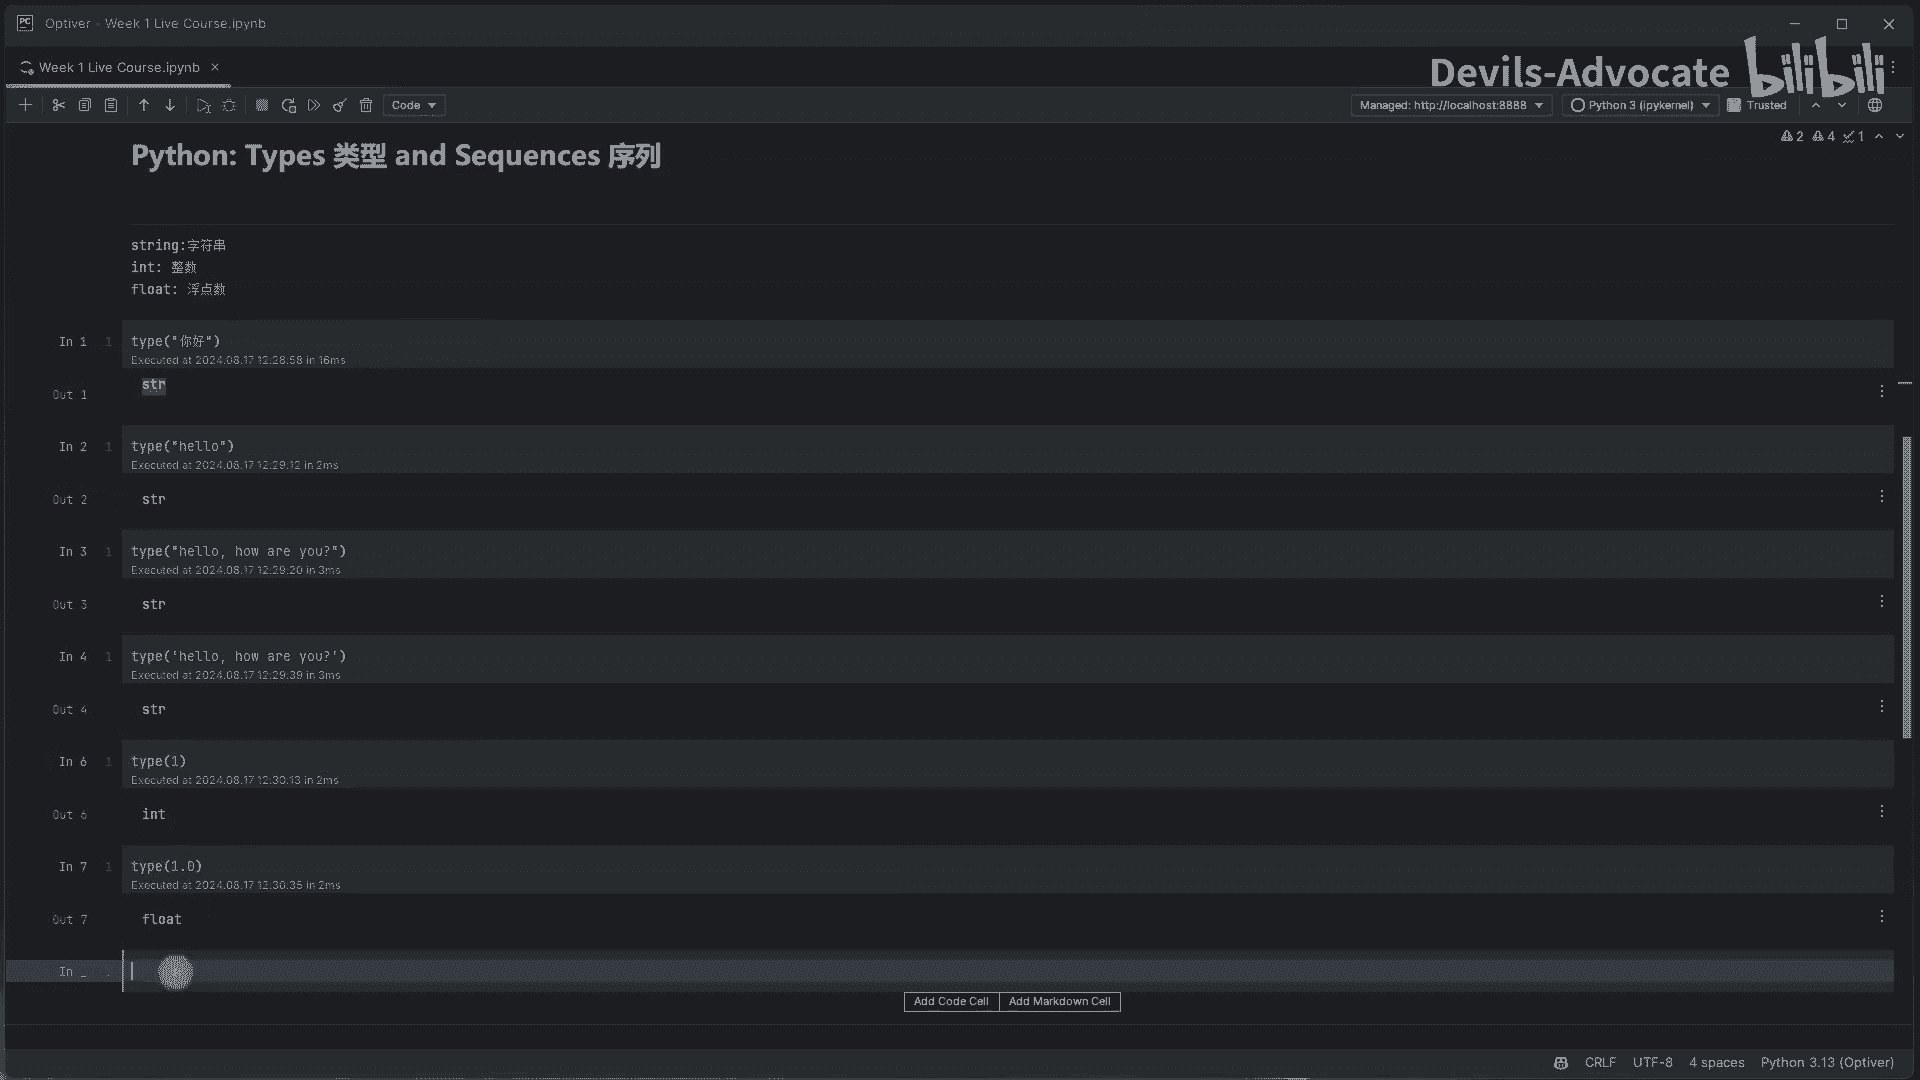 PC Optiver - Week 1 Live Course.ipynb
Week 1 Live Course.ipynb
Devils-Advocate bilibili
Code
Managed: http://localhost:8888 Python 3 (ipykernel) Trusted
2 4 1
Python: Types 类型 and Sequences 序列
string:字符串
int: 整数
float: 浮点数
In 1 1 type("你好")
Executed at 2024.08.17 12:28:58 in 16ms
Out 1 str
In 2 1 type("hello")
Executed at 2024.08.17 12:29:12 in 2ms
Out 2 str
In 3 1 type("hello, how are you?")
Executed at 2024.08.17 12:29:20 in 3ms
Out 3 str
In 4 1 type('hello, how are you?')
Executed at 2024.08.17 12:29:39 in 3ms
Out 4 str
In 6 1 type(1)
Executed at 2024.08.17 12:30:13 in 2ms
Out 6 int
In 7 1 type(1.0)
Executed at 2024.08.17 12:30:35 in 2ms
Out 7 float
In _
Add Code Cell Add Markdown Cell
CRLF UTF-8 4 spaces Python 3.13 (Optiver)